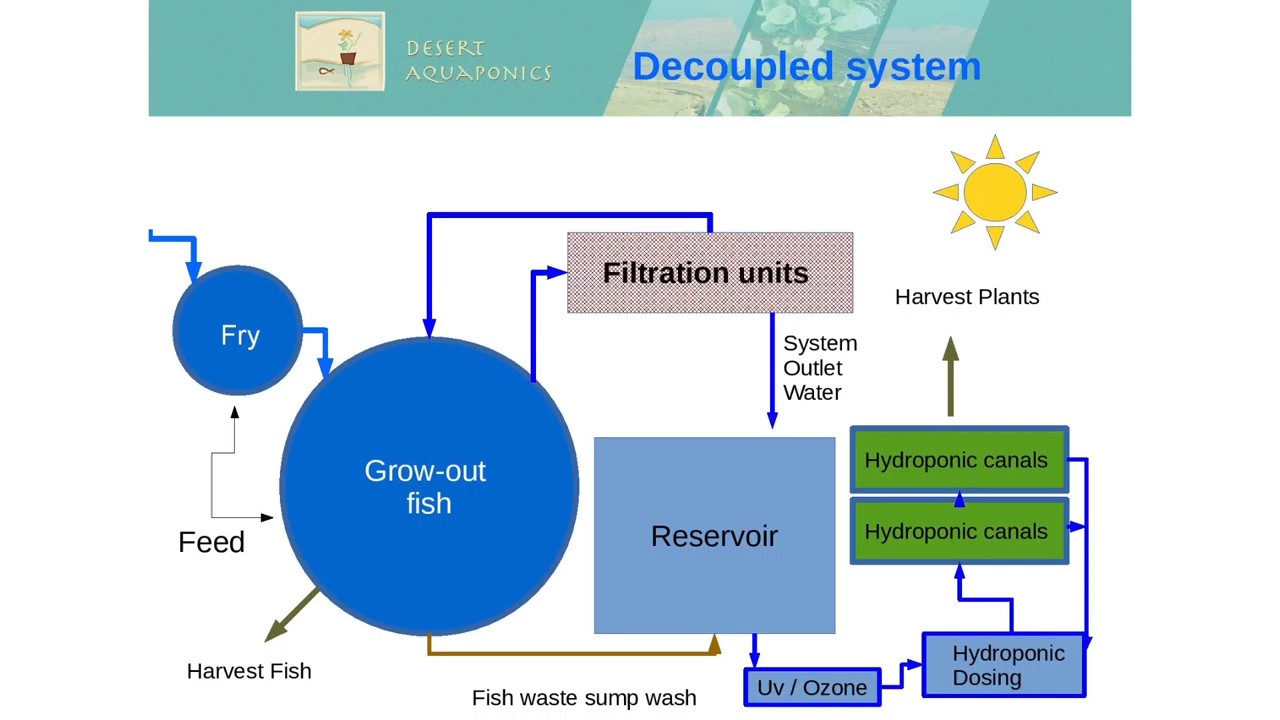 DESERT
AQUAPONICS
Decoupled system
Filtration units
Harvest Plants
Fry
System
Outlet
Water
Grow-out
fish
Hydroponic canals
Hydroponic canals
Reservoir
Feed
Harvest Fish
Fish waste sump wash
Uv / Ozone
Hydroponic
Dosing